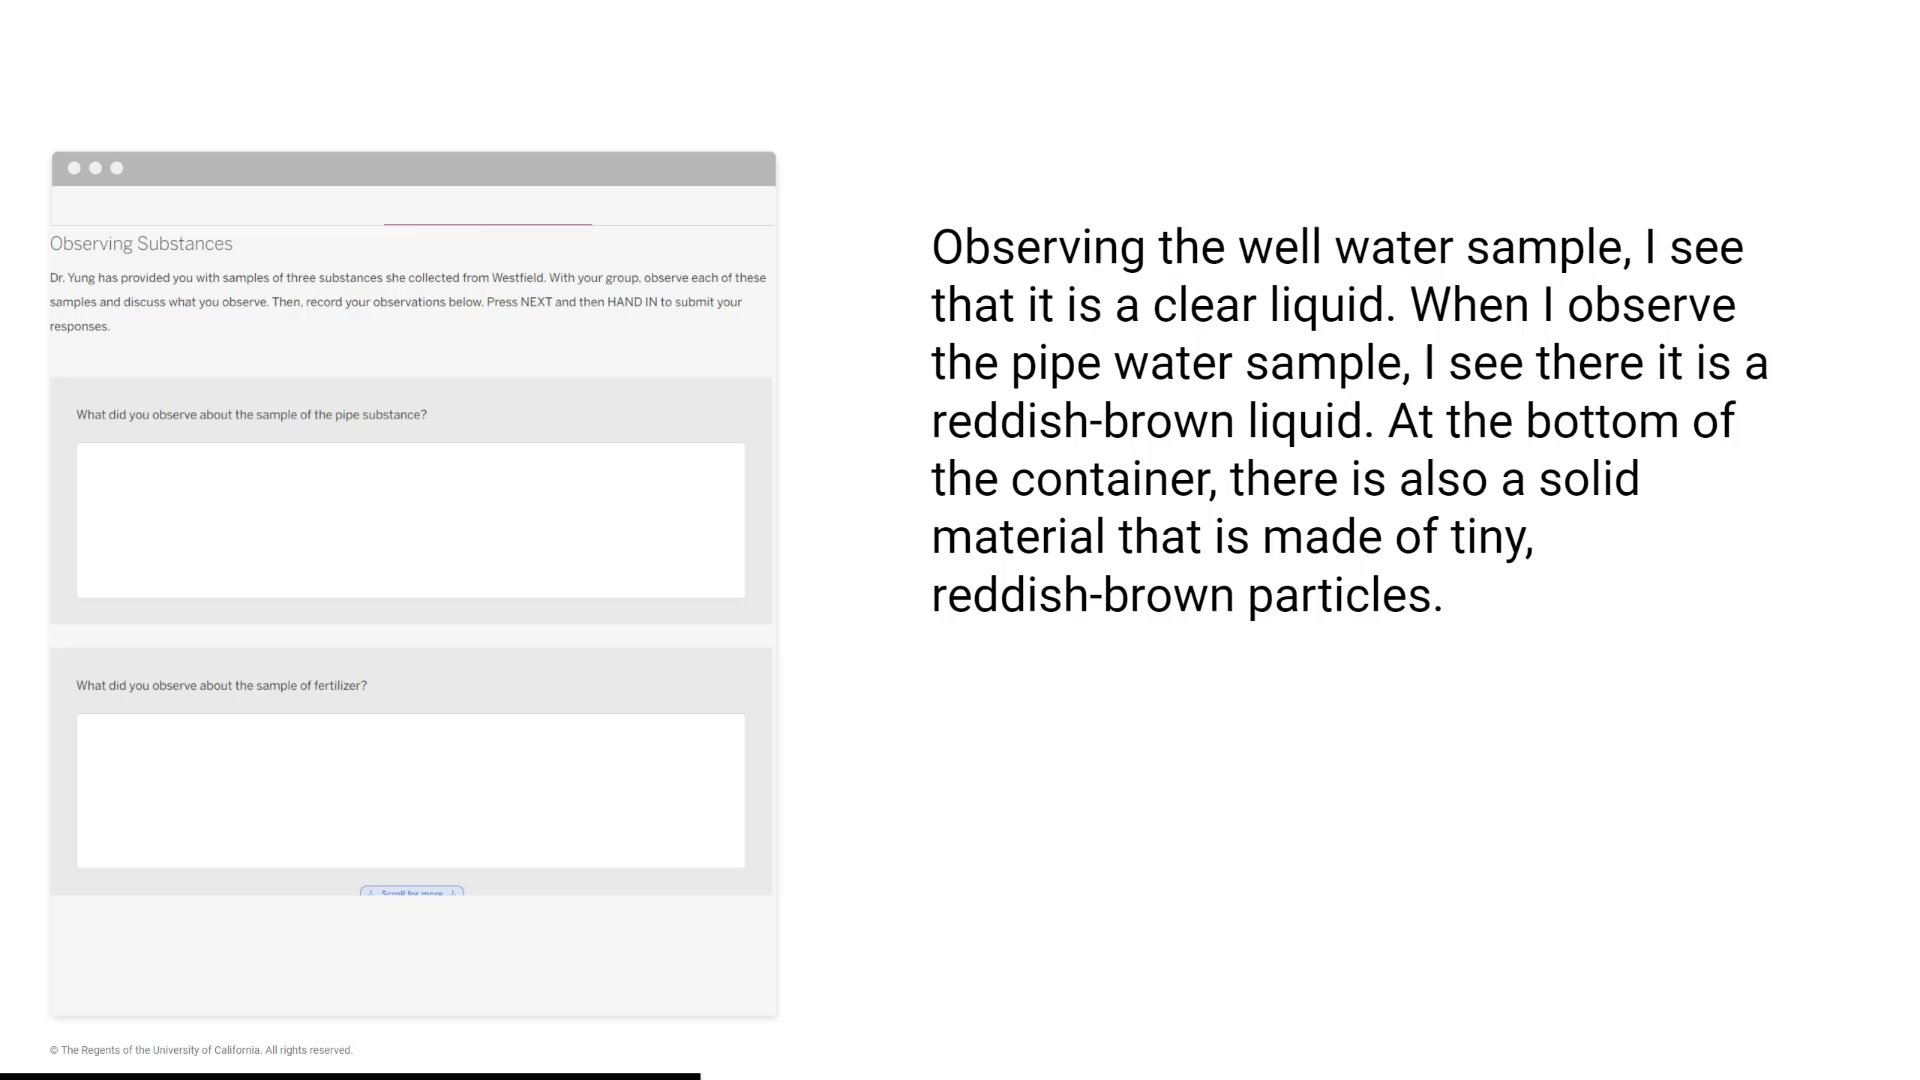 Observing Substances
Dr. Yung has provided you with samples of three substances she collected from Westfield. With your group, observe each of these
samples and discuss what you observe. Then, record your observations below. Press NEXT and then HAND IN to submit your
responses.
What did you observe about the sample of the pipe substance?
What did you observe about the sample of fertilizer?
Scroll for more
Observing the well water sample, I see
that it is a clear liquid. When I observe
the pipe water sample, I see there it is a
reddish-brown liquid. At the bottom of
the container, there is also a solid
material that is made of tiny,
reddish-brown particles.
© The Regents of the University of California. All rights reserved.